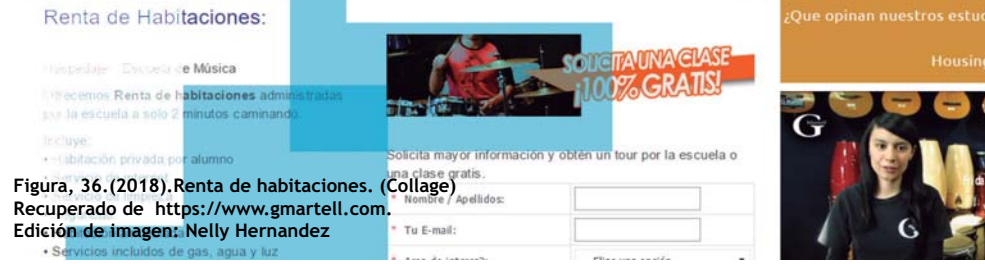 Renta de Habitaciones:
Hospedaje - Escuela de Música
Ofrecemos Renta de habitaciones administradas
por la escuela a solo 2 minutos caminando.
Incluye:
• Habitación privada por alumno
Figura, 36.(2018).Renta de habitaciones. (Collage)
Recuperado de https://www.gmartell.com.
Edición de imagen: Nelly Hernandez
• Servicios incluidos de gas, agua y luz
SOLICITA UNA CLASE
¡100% GRATIS!
Solicita mayor información y obtén un tour por la escuela o
una clase gratis.
* Nombre / Apellidos:
* Tu E-mail:
¿Que opinan nuestros
Housing
G
G